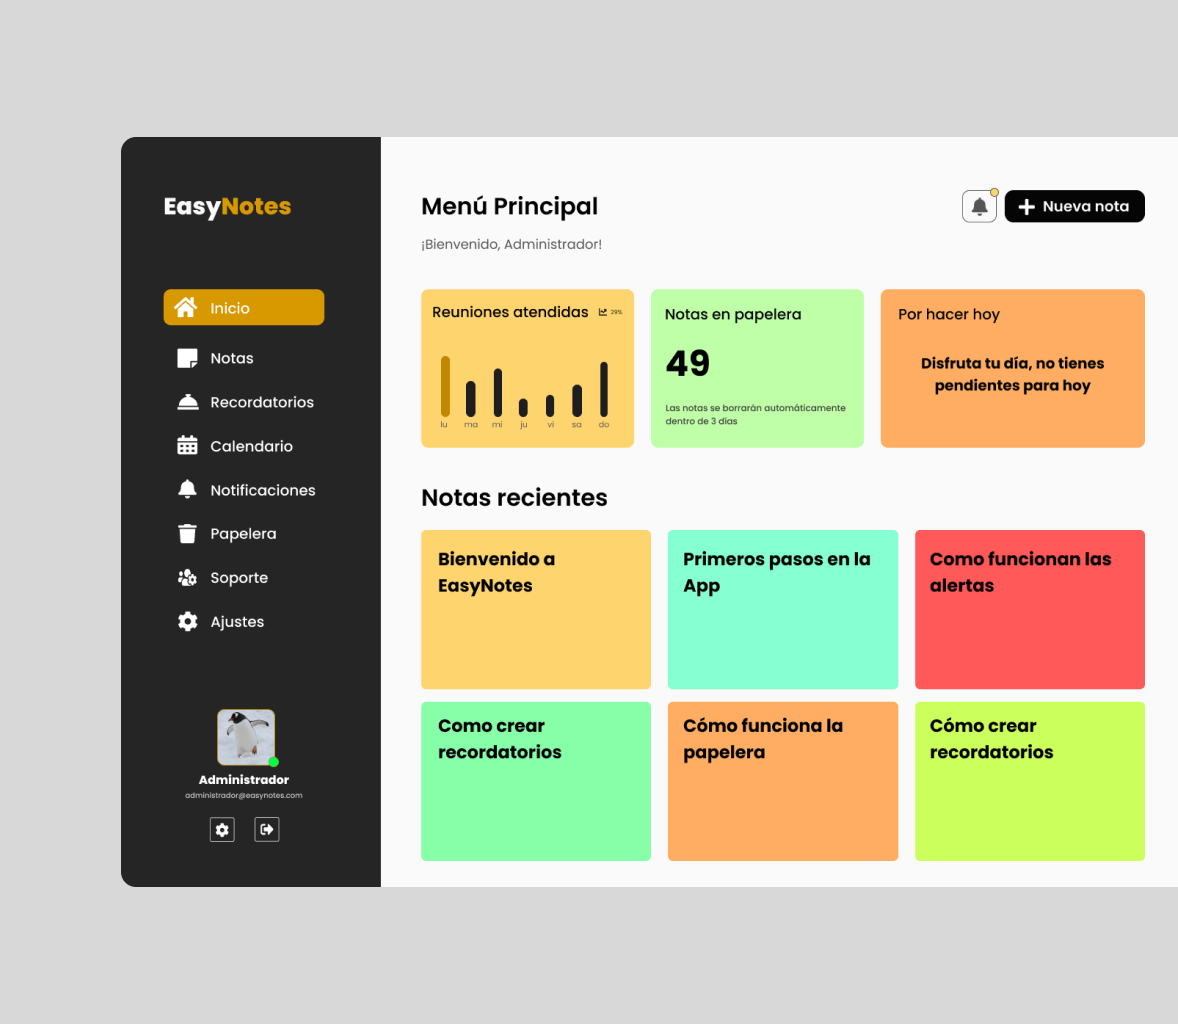 EasyNotes
Inicio
Notas
Recordatorios
Calendario
Notificaciones
Papelera
Soporte
Ajustes
Administrador
administrador@easynotes.com
Menú Principal
¡Bienvenido, Administrador!
Nueva nota
Reuniones atendidas
29%
lu ma mi ju vi sa do
Notas en papelera
49
Las notas se borrarán automáticamente
dentro de 3 días
Por hacer hoy
Disfruta tu día, no tienes
pendientes para hoy
Notas recientes
Bienvenido a
EasyNotes
Primeros pasos en la
App
Como funcionan las
alertas
Como crear
recordatorios
Cómo funciona la
papelera
Cómo crear
recordatorios